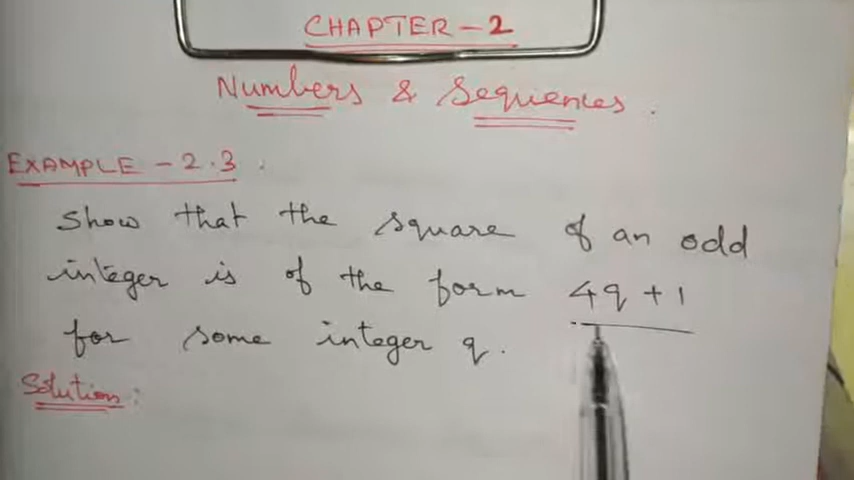 CHAPTER - 2
Numbers & Sequences.
EXAMPLE - 2.3 :
Show that the square of an odd
integer is of the form 4q + 1
for some integer q.
Solution :